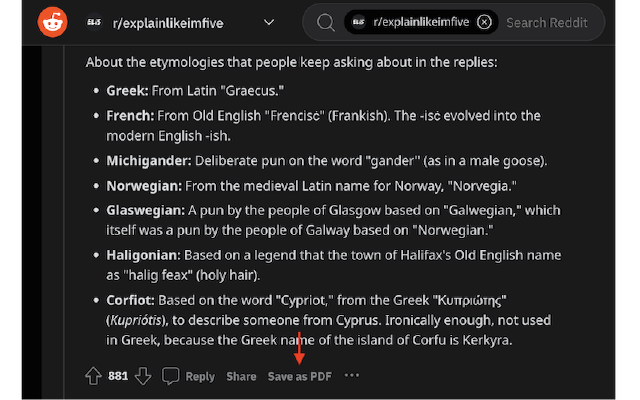 r/explainlikeimfive r/explainlikeimfive Search Reddit
About the etymologies that people keep asking about in the replies:
• Greek: From Latin "Graecus."
• French: From Old English "Frencisċ" (Frankish). The -isċ evolved into the
modern English -ish.
• Michigander: Deliberate pun on the word "gander" (as in a male goose).
• Norwegian: From the medieval Latin name for Norway, "Norvegia."
• Glaswegian: A pun by the people of Glasgow based on "Galwegian," which
itself was a pun by the people of Galway based on "Norwegian."
• Haligonian: Based on a legend that the town of Halifax's Old English name
as "halig feax" (holy hair).
• Corfiot: Based on the word "Cypriot," from the Greek "Κυπριώτης"
(Kupriótis), to describe someone from Cyprus. Ironically enough, not used
in Greek, because the Greek name of the island of Corfu is Kerkyra.
881 Reply Share Save as PDF ...